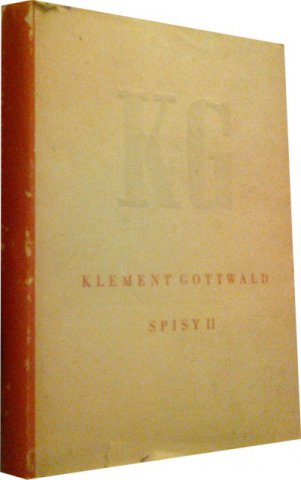 KG
KLEMENT GOTTWALD
SPISY II